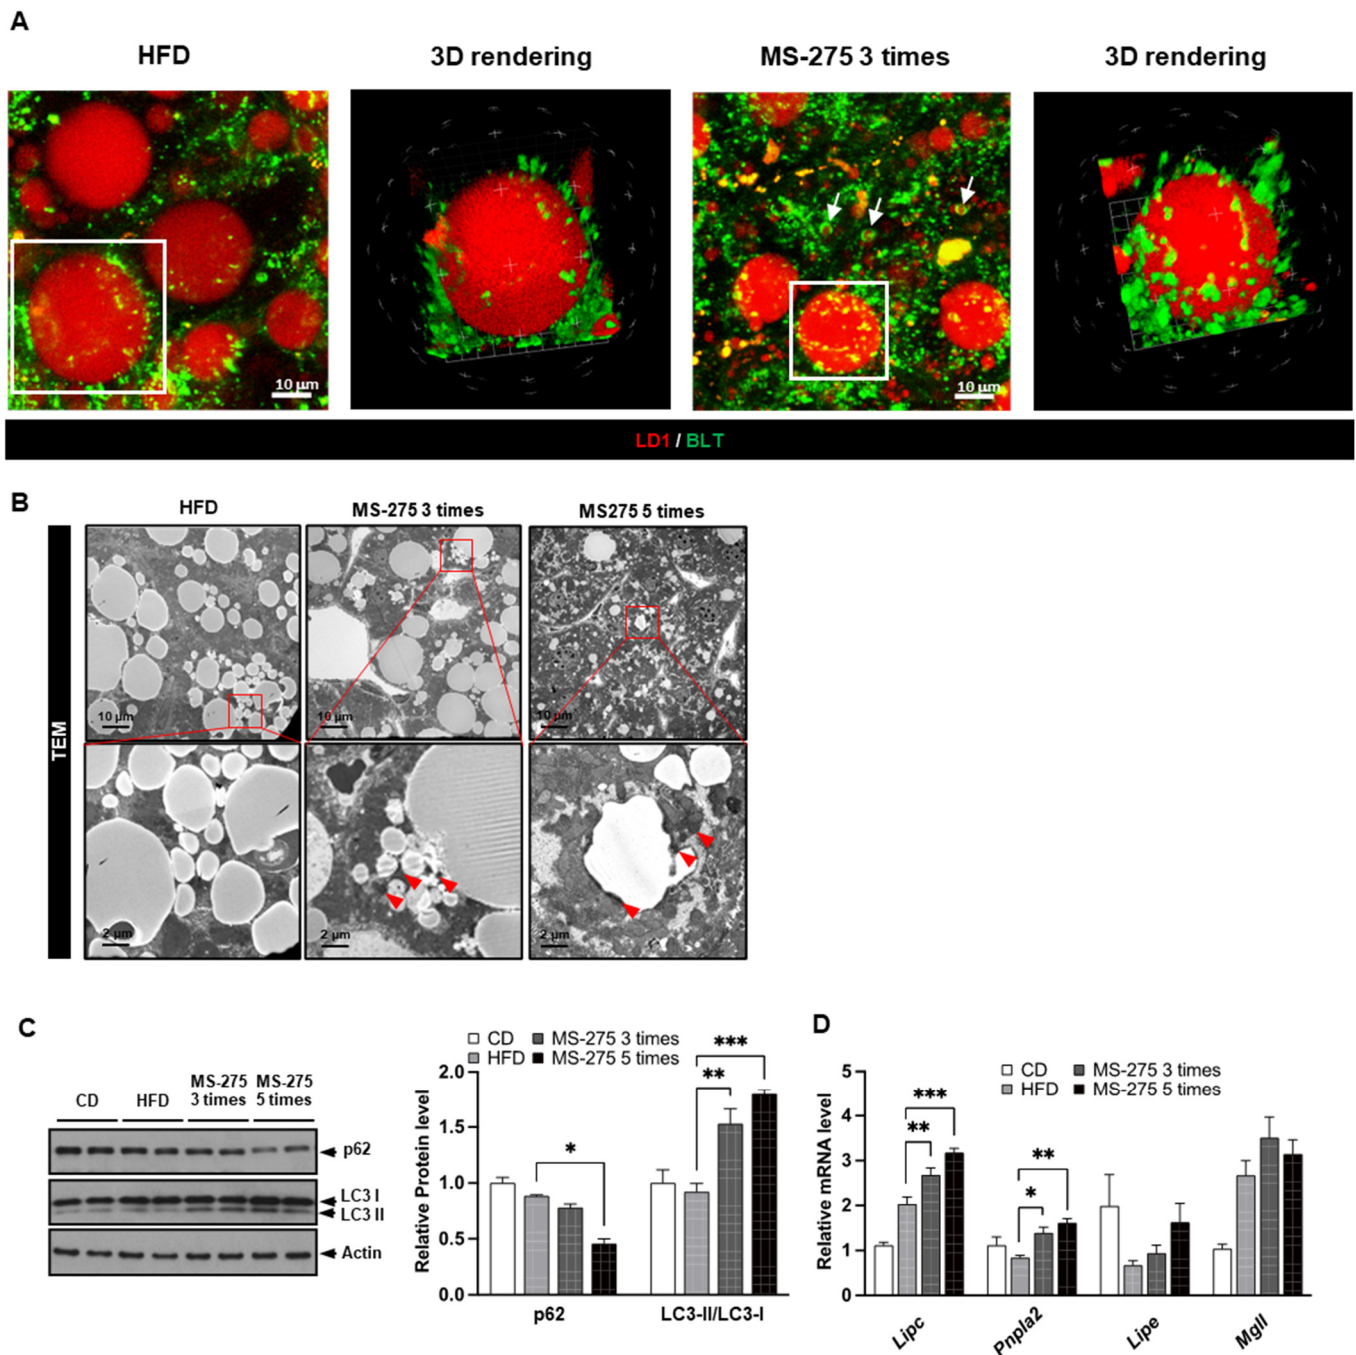 A
HFD
3D rendering
MS-275 3 times
3D rendering
10 μm
10 μm
LD1 / BLT
B
HFD
MS-275 3 times
MS275 5 times
TEM
10 μm
10 μm
10 μm
2 μm
2 μm
2 μm
C
CD
HFD
MS-275
3 times
MS-275
5 times
p62
LC3 I
LC3 II
Actin
CD
MS-275 3 times
HFD
MS-275 5 times
Relative Protein level
2.0
1.5
1.0
0.5
0.0
*
**
***
p62
LC3-II/LC3-I
D
CD
MS-275 3 times
HFD
MS-275 5 times
Relative mRNA level
5
4
3
2
1
0
***
**
**
*
Lipc
Pnpla2
Lipe
Mgll